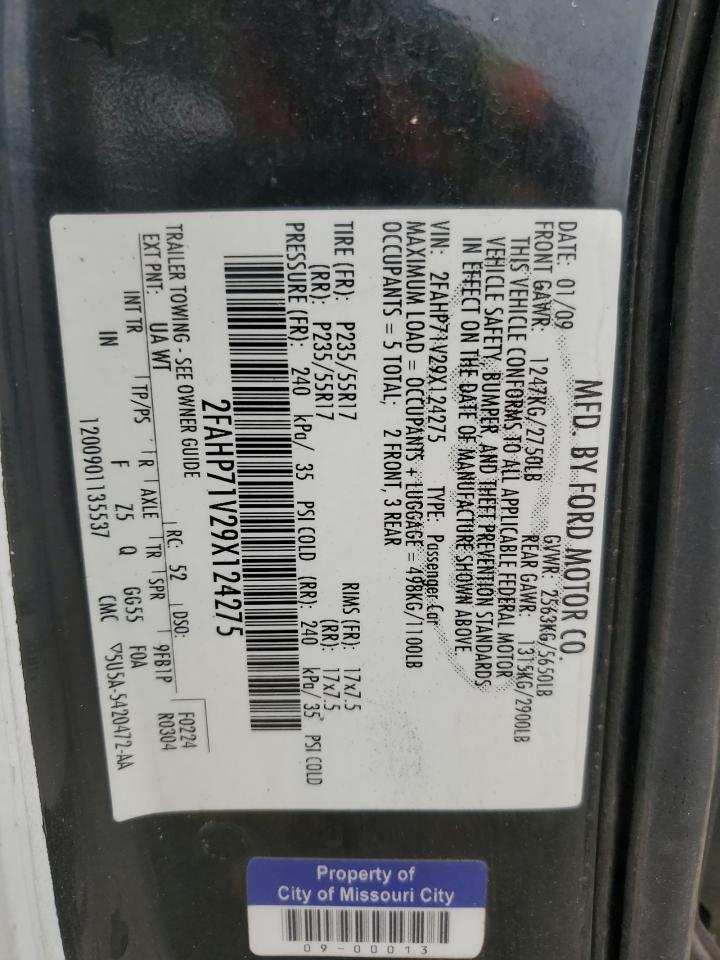 MFD. BY FORD MOTOR CO.
DATE: 01/09 GVWR: 2563KG/5650LB
FRONT GAWR: 1247KG/2750LB REAR GAWR: 1315KG/2900LB
THIS VEHICLE CONFORMS TO ALL APPLICABLE FEDERAL MOTOR
VEHICLE SAFETY, BUMPER, AND THEFT PREVENTION STANDARDS
IN EFFECT ON THE DATE OF MANUFACTURE SHOWN ABOVE.
VIN: 2FAHP71V29X124275 TYPE: Passenger Car
MAXIMUM LOAD = OCCUPANTS + LUGGAGE = 498KG/1100LB
OCCUPANTS = 5 TOTAL; 2 FRONT, 3 REAR
TIRE (FR): P235/55R17 RIMS (FR): 17x7.5
(RR): P235/55R17 (RR): 17x7.5
PRESSURE (FR): 240 kPa/ 35 PSI COLD (RR): 240 kPa/ 35 PSI COLD
2FAHP71V29X124275
TRAILER TOWING - SEE OWNER GUIDE
EXT PNT: UA WT RC: 52 DSO: F0224
INT TR TP/PS R AXLE TR SPR 9FB1P R0304
IN F Z5 Q GG55 F0A
1200901135537 CMC ▽5U5A-5420472-AA
Property of
City of Missouri City
09-00013